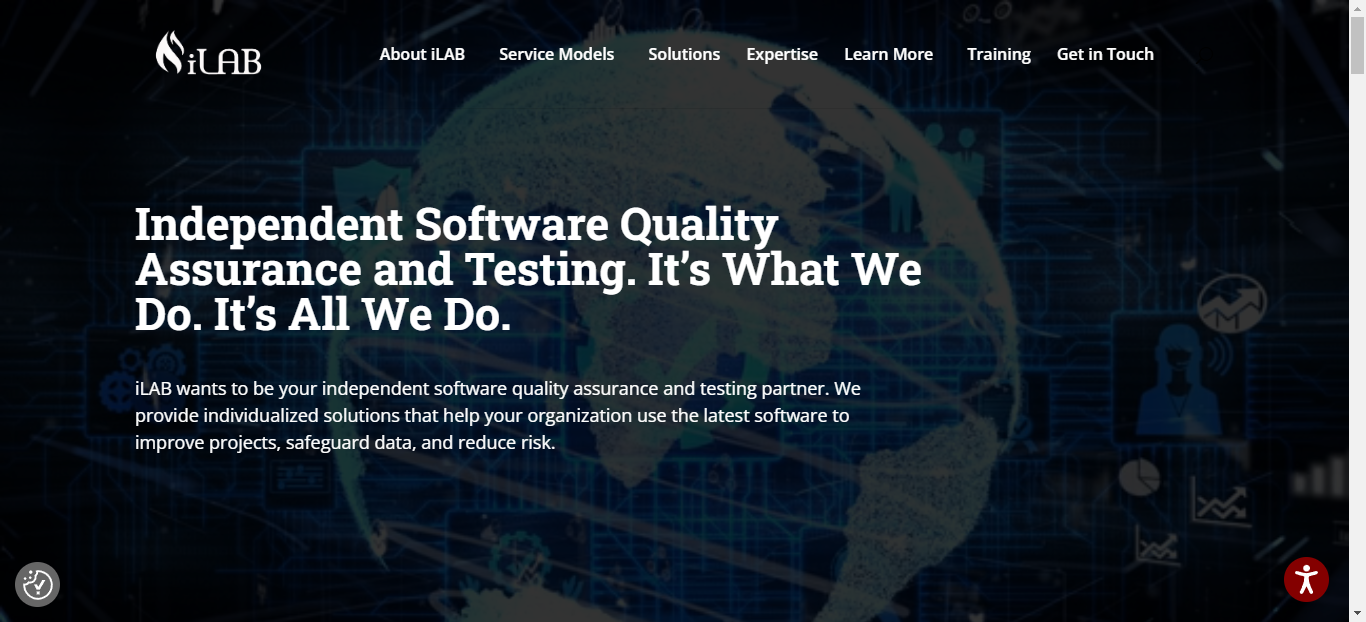 iLAB
About iLAB Service Models Solutions Expertise Learn More Training Get in Touch
Independent Software Quality
Assurance and Testing. It’s What We
Do. It’s All We Do.
iLAB wants to be your independent software quality assurance and testing partner. We
provide individualized solutions that help your organization use the latest software to
improve projects, safeguard data, and reduce risk.